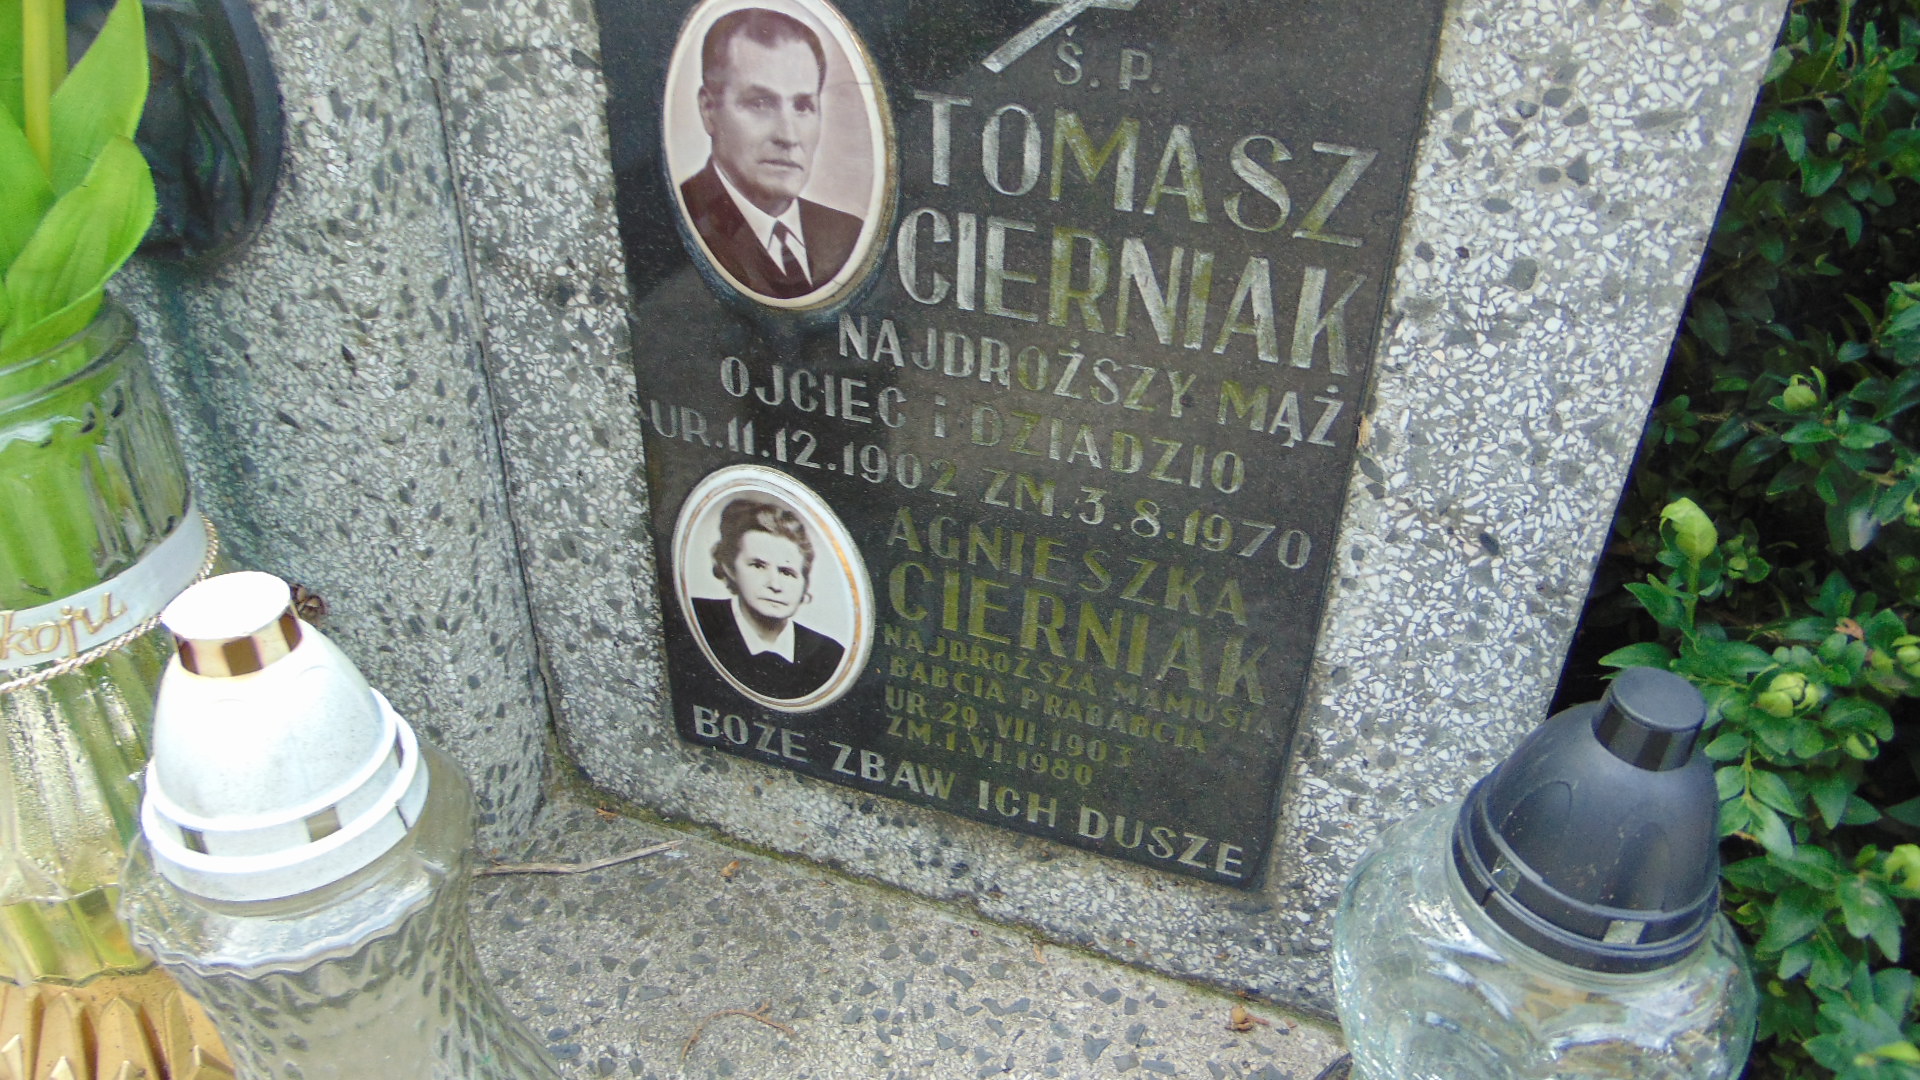 Ś.P.
TOMASZ
CIERNIAK
NAJDROŻSZY MĄŻ
OJCIEC i DZIADZIO
UR.11.12.1902 ZM.3.8.1970
AGNIESZKA
CIERNIAK
NAJDROŻSZA MAMUSIA
BABCIA PRABABCIA
UR.29.VII.1903
ZM.1.VI.1980
BOŻE ZBAW ICH DUSZE
koju